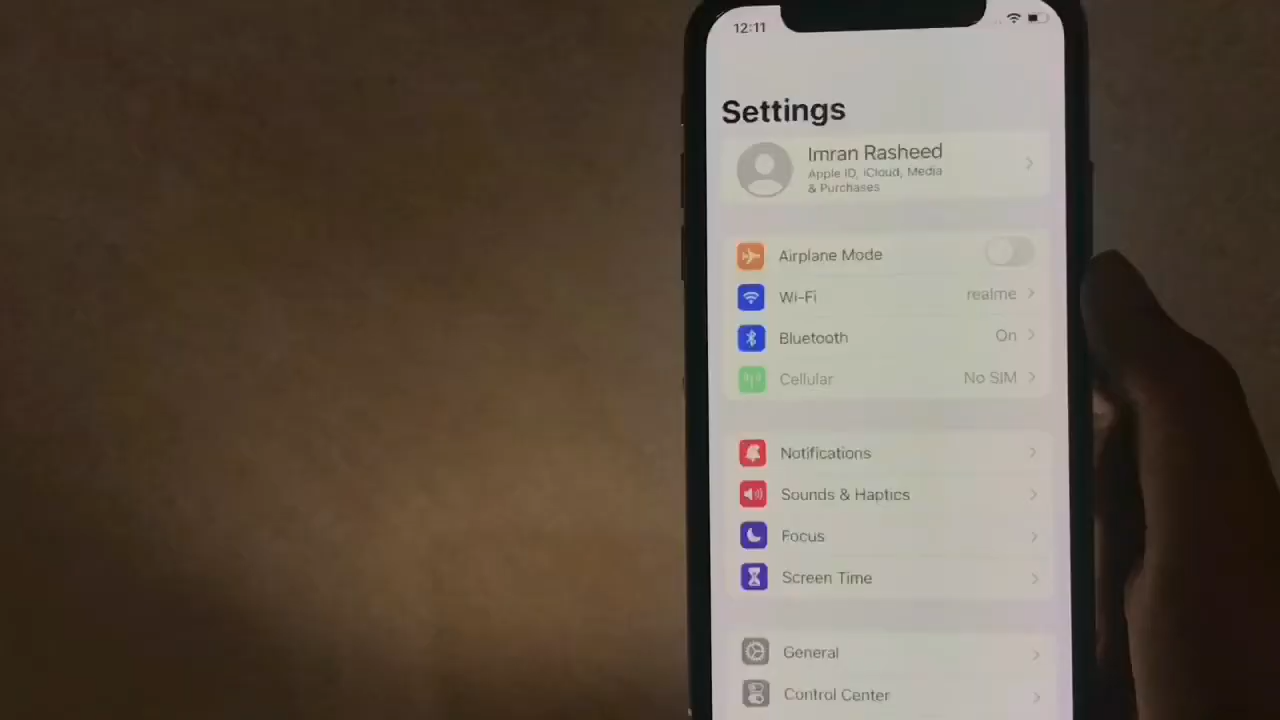 12:11
Settings
Imran Rasheed
Apple ID, iCloud, Media
& Purchases
Airplane Mode
Wi-Fi realme
Bluetooth On
Cellular No SIM
Notifications
Sounds & Haptics
Focus
Screen Time
General
Control Center